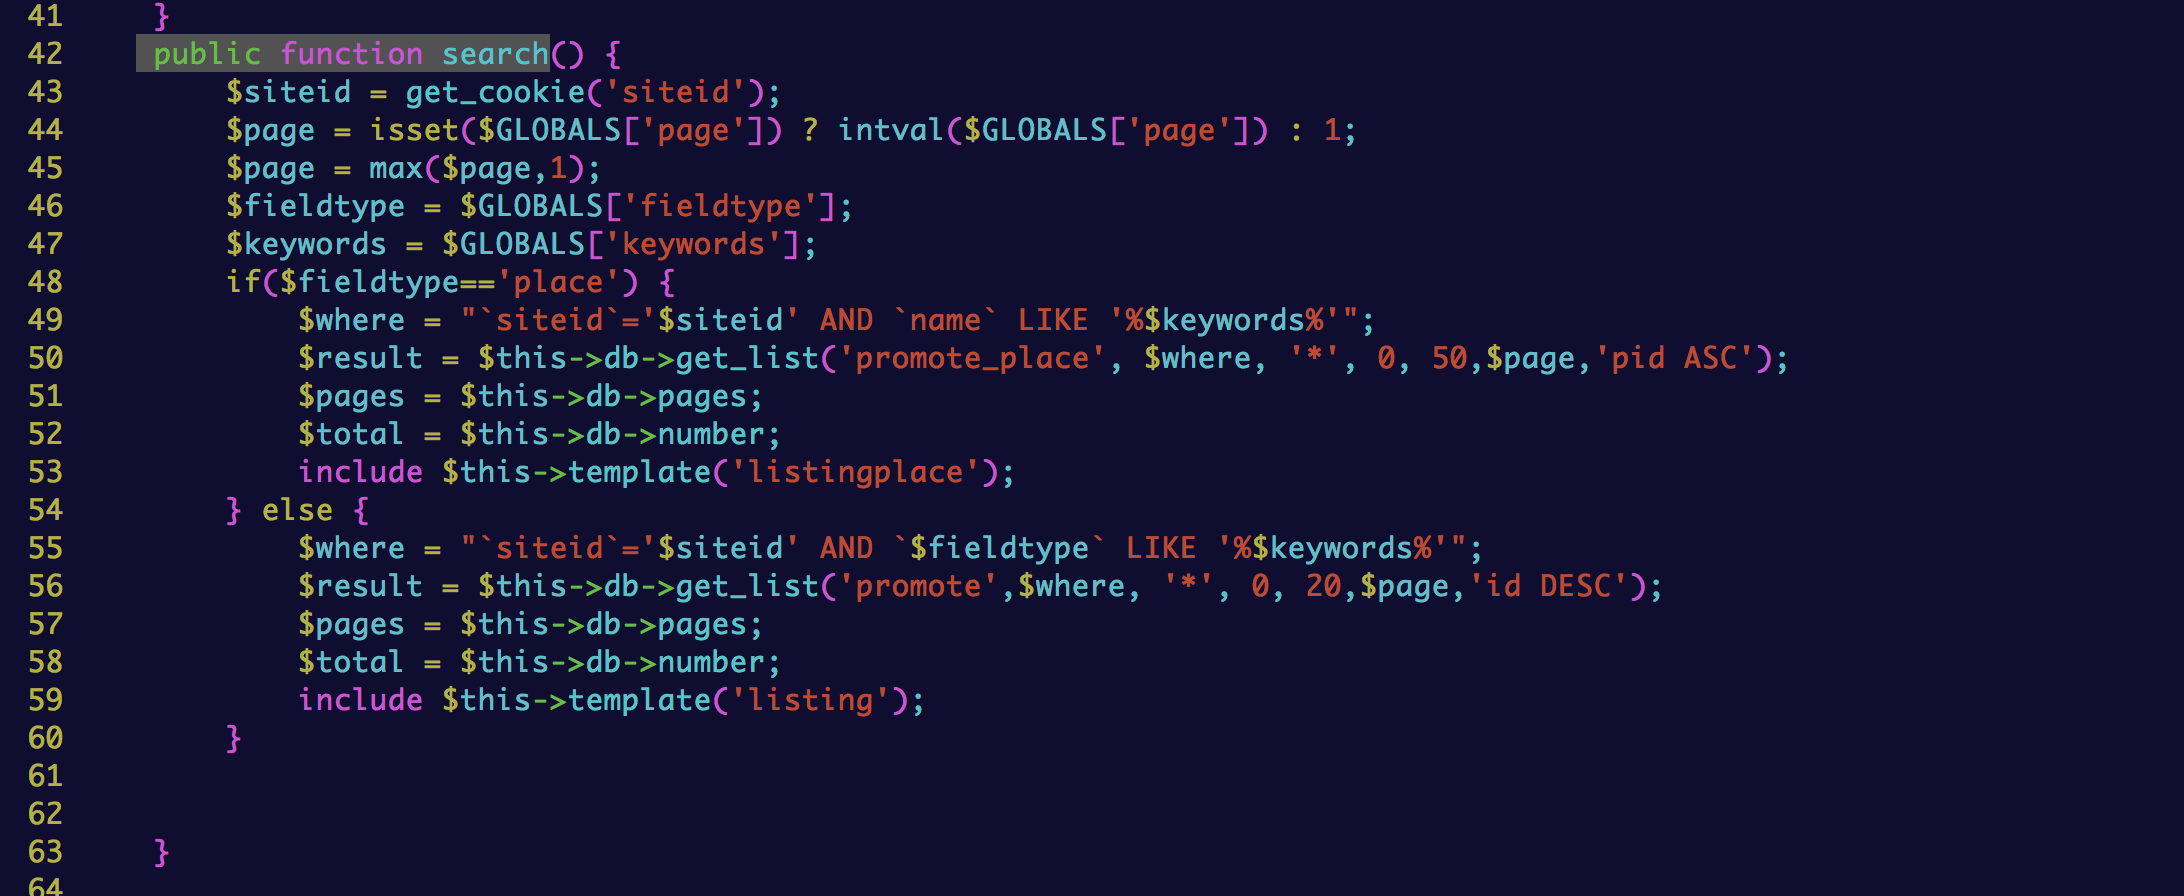 41     }
42     public function search() {
43         $siteid = get_cookie('siteid');
44         $page = isset($GLOBALS['page']) ? intval($GLOBALS['page']) : 1;
45         $page = max($page,1);
46         $fieldtype = $GLOBALS['fieldtype'];
47         $keywords = $GLOBALS['keywords'];
48         if($fieldtype=='place') {
49             $where = "`siteid`='$siteid' AND `name` LIKE '%$keywords%'";
50             $result = $this->db->get_list('promote_place', $where, '*', 0, 50,$page,'pid ASC');
51             $pages = $this->db->pages;
52             $total = $this->db->number;
53             include $this->template('listingplace');
54         } else {
55             $where = "`siteid`='$siteid' AND `$fieldtype` LIKE '%$keywords%'";
56             $result = $this->db->get_list('promote',$where, '*', 0, 20,$page,'id DESC');
57             $pages = $this->db->pages;
58             $total = $this->db->number;
59             include $this->template('listing');
60         }
61
62
63     }
64